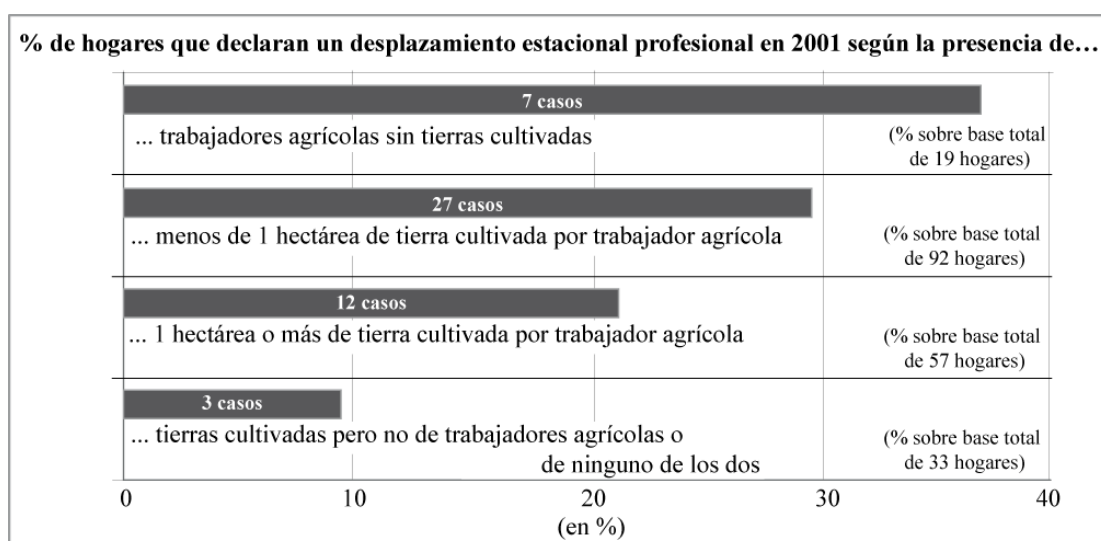 % de hogares que declaran un desplazamiento estacional profesional en 2001 según la presencia de…
7 casos
... trabajadores agrícolas sin tierras cultivadas
(% sobre base total
de 19 hogares)
27 casos
... menos de 1 hectárea de tierra cultivada por trabajador agrícola
(% sobre base total
de 92 hogares)
12 casos
... 1 hectárea o más de tierra cultivada por trabajador agrícola
(% sobre base total
de 57 hogares)
3 casos
... tierras cultivadas pero no de trabajadores agrícolas o
de ninguno de los dos
(% sobre base total
de 33 hogares)
0 10 20 30 40
(en %)